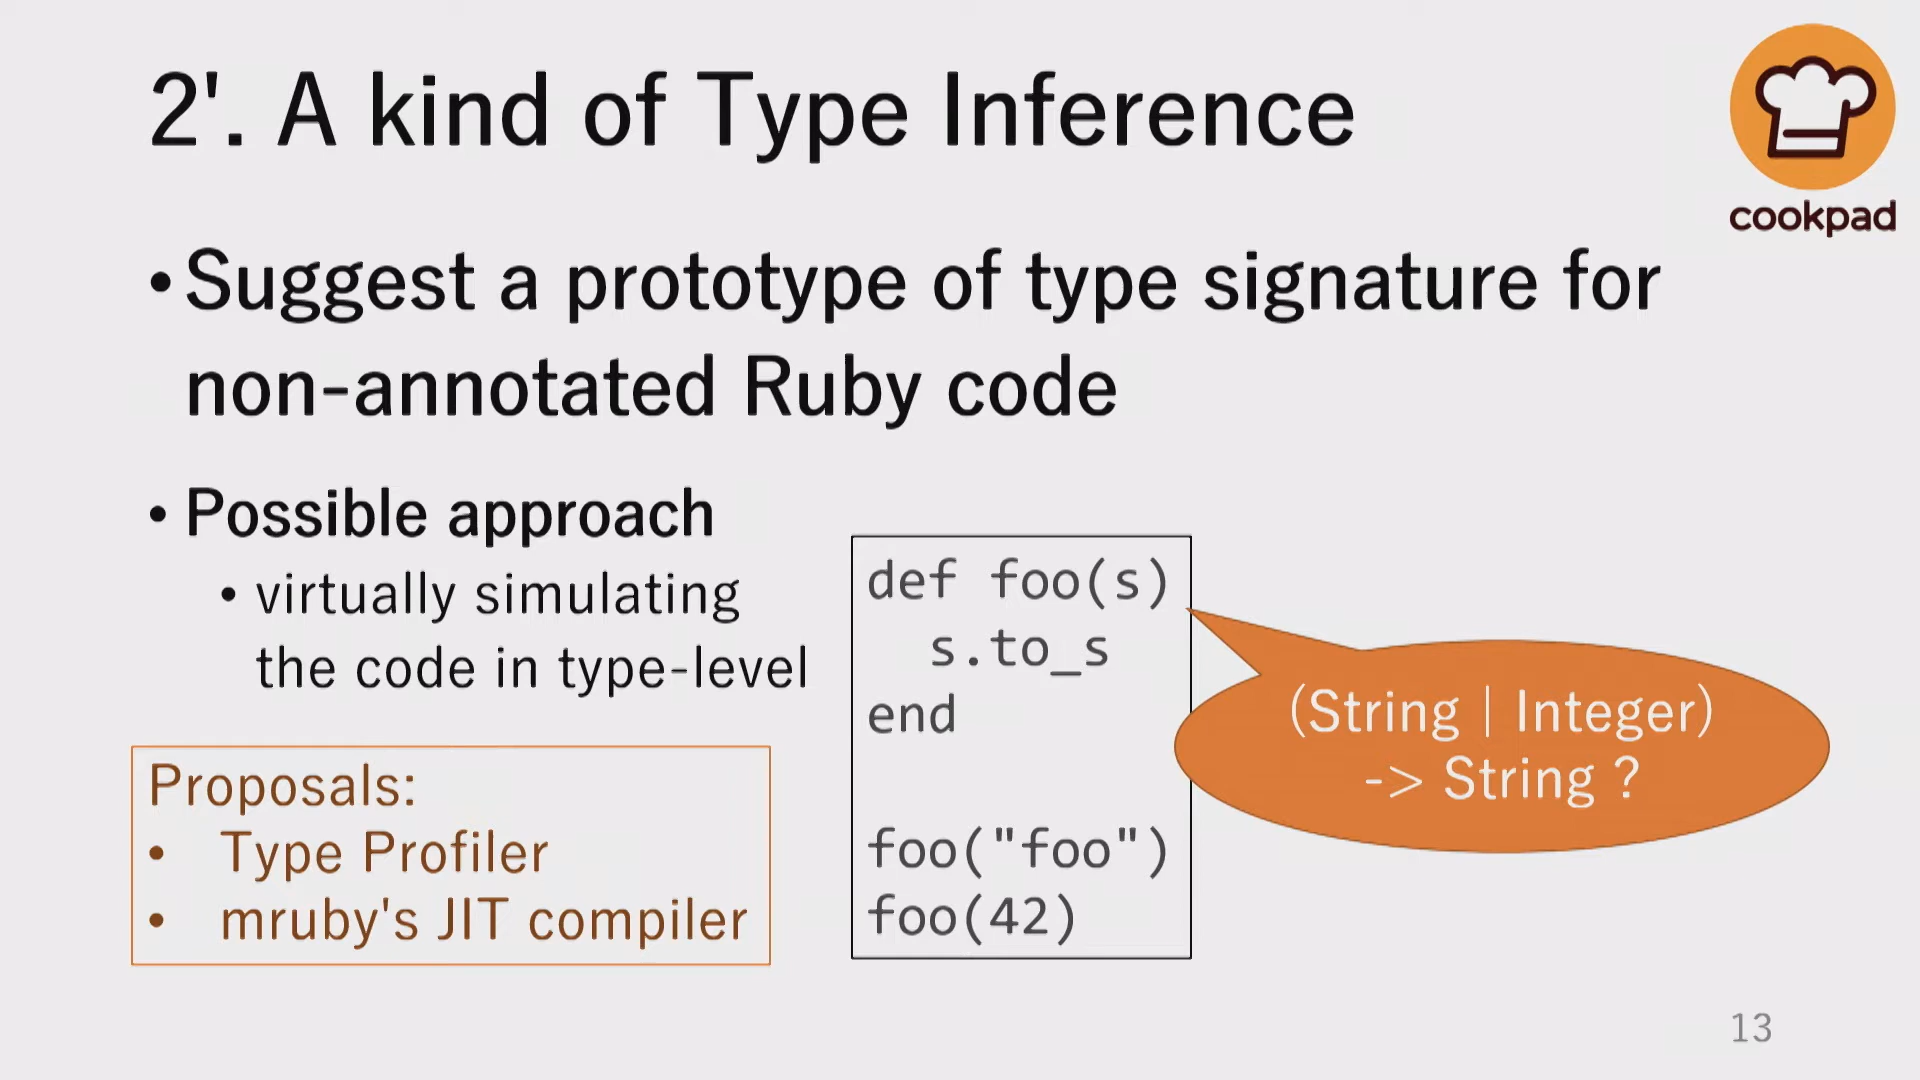 2'. A kind of Type Inference
cookpad
•Suggest a prototype of type signature for
non-annotated Ruby code
• Possible approach
• virtually simulating
the code in type-level
Proposals:
• Type Profiler
• mruby's JIT compiler
def foo(s)
  s.to_s
end
foo("foo")
foo(42)
(String | Integer)
-> String ?
13